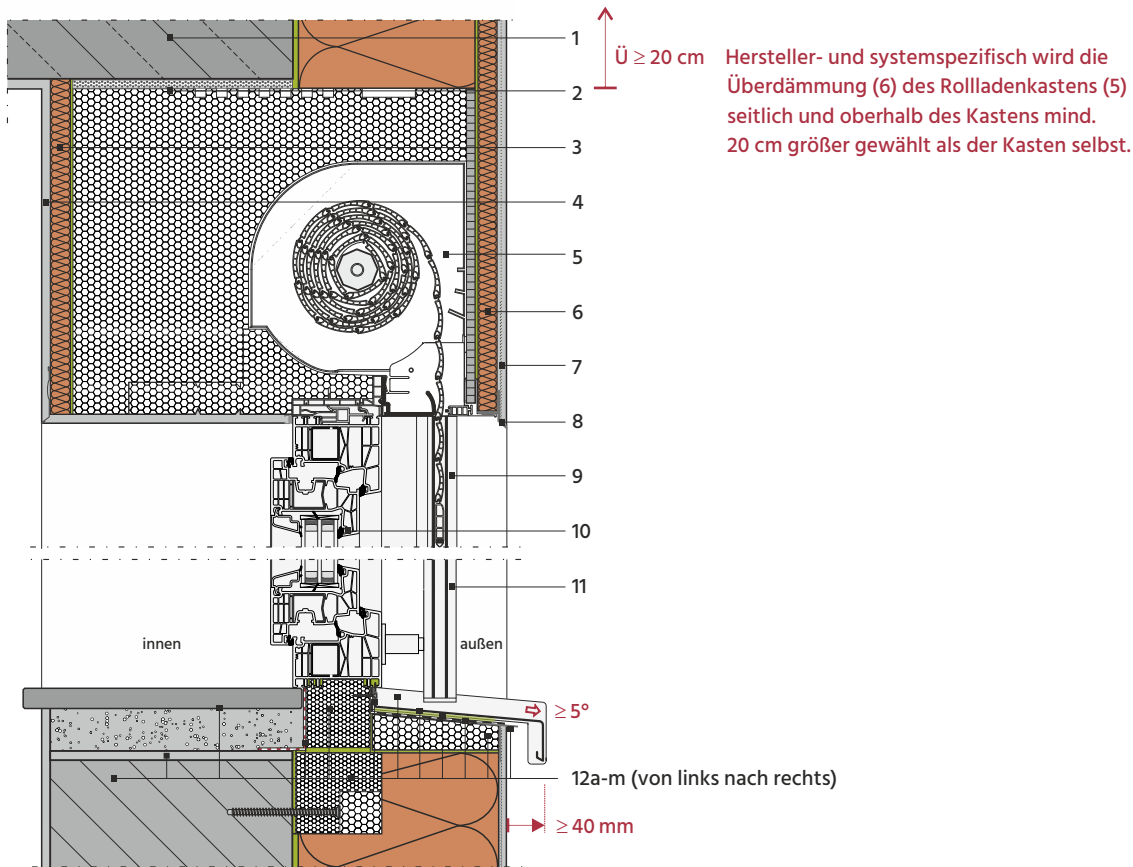 1
Ü ≥ 20 cm
Hersteller- und systemspezifisch wird die
Überdämmung (6) des Rollladenkastens (5)
seitlich und oberhalb des Kastens mind.
20 cm größer gewählt als der Kasten selbst.
2
3
4
5
6
7
8
9
10
11
innen
außen
≥ 5°
12a-m (von links nach rechts)
≥ 40 mm